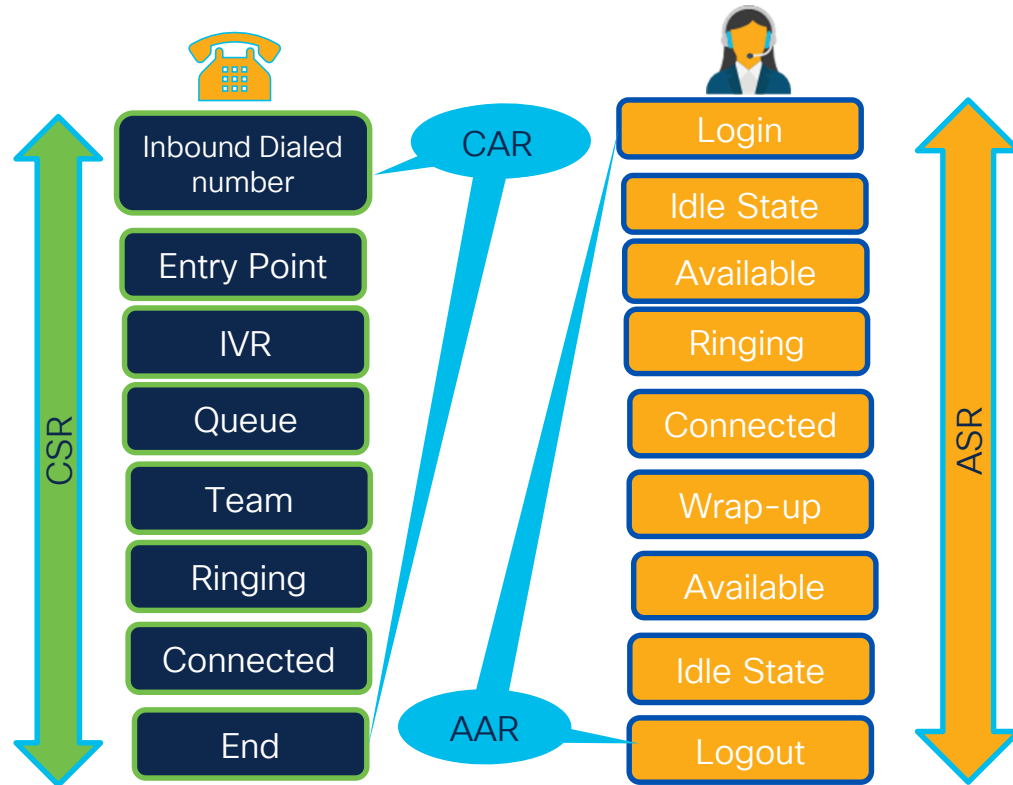 CSR
Inbound Dialed
number
Entry Point
IVR
Queue
Team
Ringing
Connected
End
CAR
AAR
Login
Idle State
Available
Ringing
Connected
Wrap-up
Available
Idle State
Logout
ASR